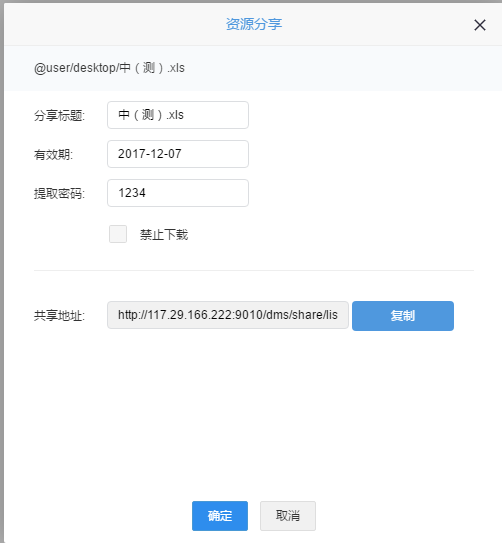 资源分享
@user/desktop/中（测）.xls
分享标题: 中（测）.xls
有效期: 2017-12-07
提取密码: 1234
禁止下载
共享地址: http://117.29.166.222:9010/dms/share/lis 复制
确定 取消